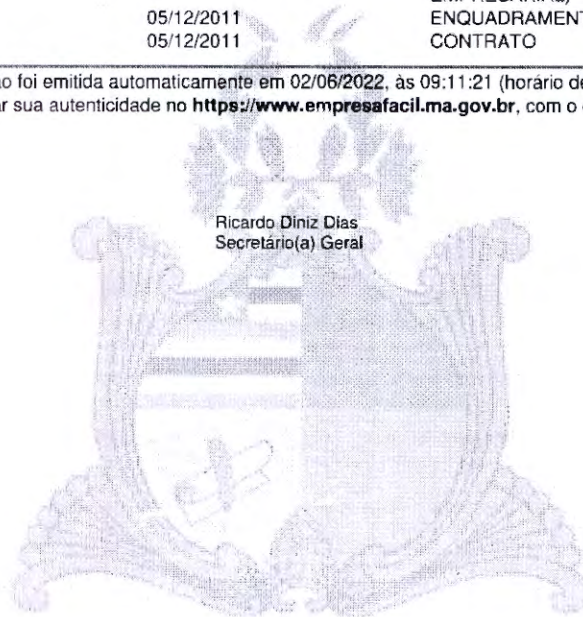 05/12/2011 ENQUADRAMENT
05/12/2011 CONTRATO
o foi emitida automaticamente em 02/06/2022, às 09:11:21 (horário de
ar sua autenticidade no https://www.empresafacil.ma.gov.br, com o
Ricardo Diniz Dias
Secretário(a) Geral